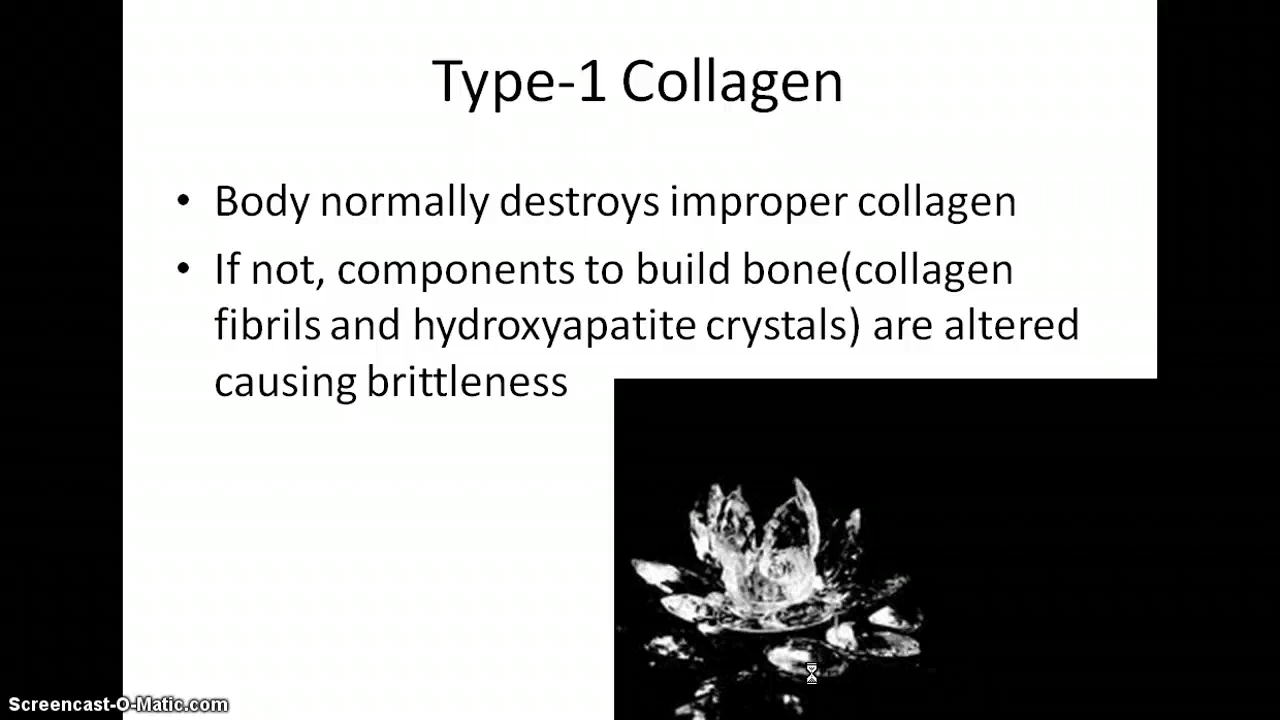 Type-1 Collagen
• Body normally destroys improper collagen
• If not, components to build bone(collagen
fibrils and hydroxyapatite crystals) are altered
causing brittleness
Screencast-O-Matic.com